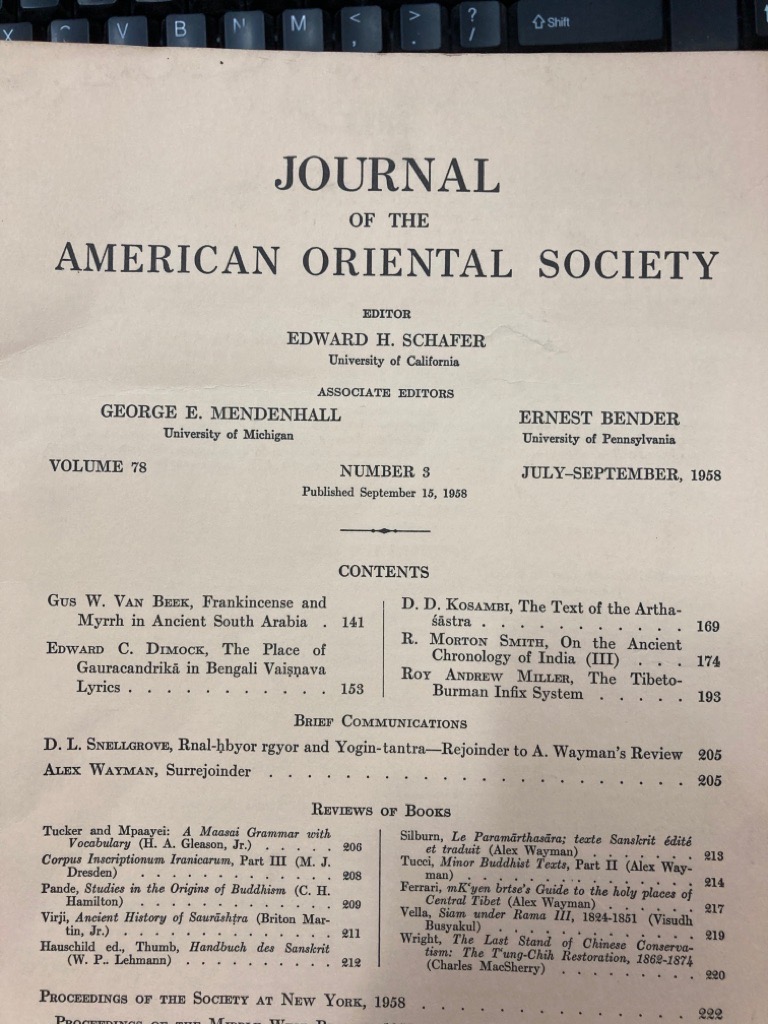 X C V B N M < , > . ? / ⇧ Shift
JOURNAL
OF THE
AMERICAN ORIENTAL SOCIETY
EDITOR
EDWARD H. SCHAFER
University of California
ASSOCIATE EDITORS
GEORGE E. MENDENHALL
University of Michigan
ERNEST BENDER
University of Pennsylvania
VOLUME 78
NUMBER 3
JULY–SEPTEMBER, 1958
Published September 15, 1958
CONTENTS
GUS W. VAN BEEK, Frankincense and
Myrrh in Ancient South Arabia . 141
EDWARD C. DIMOCK, The Place of
Gauracandrikā in Bengali Vaiṣṇava
Lyrics . . . . . . . . . . . 153
D. D. KOSAMBI, The Text of the Artha-
śāstra . . . . . . . . . . . 169
R. MORTON SMITH, On the Ancient
Chronology of India (III) . . . 174
ROY ANDREW MILLER, The Tibeto-
Burman Infix System . . . . . 193
BRIEF COMMUNICATIONS
D. L. SNELLGROVE, Rnal-ḥbyor rgyor and Yogin-tantra—Rejoinder to A. Wayman's Review 205
ALEX WAYMAN, Surrejoinder . . . . . . . . . . . . . . . . . . . . . . . 205
REVIEWS OF BOOKS
Tucker and Mpaayei: A Maasai Grammar with
Vocabulary (H. A. Gleason, Jr.) . . . . . 206
Corpus Inscriptionum Iranicarum, Part III (M. J.
Dresden) . . . . . . . . . . . . . 208
Pande, Studies in the Origins of Buddhism (C. H.
Hamilton) . . . . . . . . . . . . 209
Virji, Ancient History of Saurāshṭra (Briton Mar-
tin, Jr.) . . . . . . . . . . . . . 211
Hauschild ed., Thumb, Handbuch des Sanskrit
(W. P.. Lehmann) . . . . . . . . . . 212
Silburn, Le Paramārthasāra; texte Sanskrit édité
et traduit (Alex Wayman) . . . . . . . 213
Tucci, Minor Buddhist Texts, Part II (Alex Way-
man) . . . . . . . . . . . . . . 214
Ferrari, mK'yen brtse's Guide to the holy places of
Central Tibet (Alex Wayman) . . . . . . 217
Vella, Siam under Rama III, 1824-1851 (Visudh
Busyakul) . . . . . . . . . . . . 219
Wright, The Last Stand of Chinese Conserva-
tism: The T'ung-Chih Restoration, 1862-1874
(Charles MacSherry) . . . . . . . . . 220
PROCEEDINGS OF THE SOCIETY AT NEW YORK, 1958 . . . . . . . . . . . . . . 222
PROCEEDINGS OF THE MIDDLE WEST